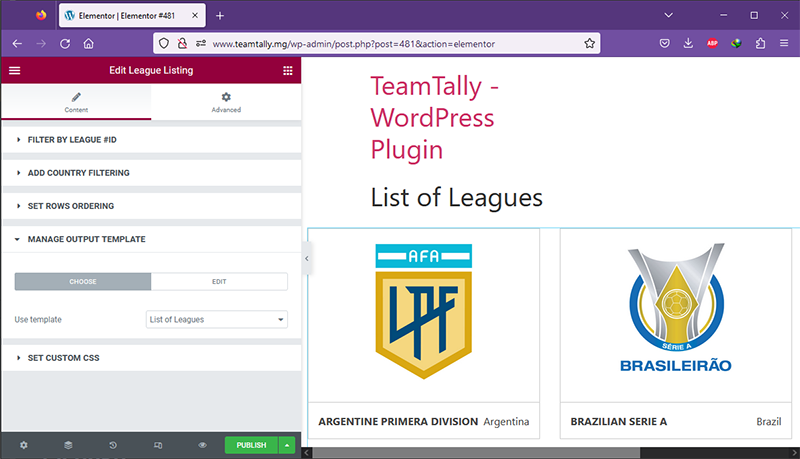 Elementor | Elementor #481
www.teamtally.mg/wp-admin/post.php?post=481&action=elementor
ABP
Edit League Listing
Content
Advanced
FILTER BY LEAGUE #ID
ADD COUNTRY FILTERING
SET ROWS ORDERING
MANAGE OUTPUT TEMPLATE
CHOOSE
EDIT
Use template
List of Leagues
SET CUSTOM CSS
PUBLISH
TeamTally -
WordPress
Plugin
List of Leagues
AFA
LPF
ARGENTINE PRIMERA DIVISION Argentina
SÉRIE A
BRASILEIRÃO
BRAZILIAN SERIE A Brazil